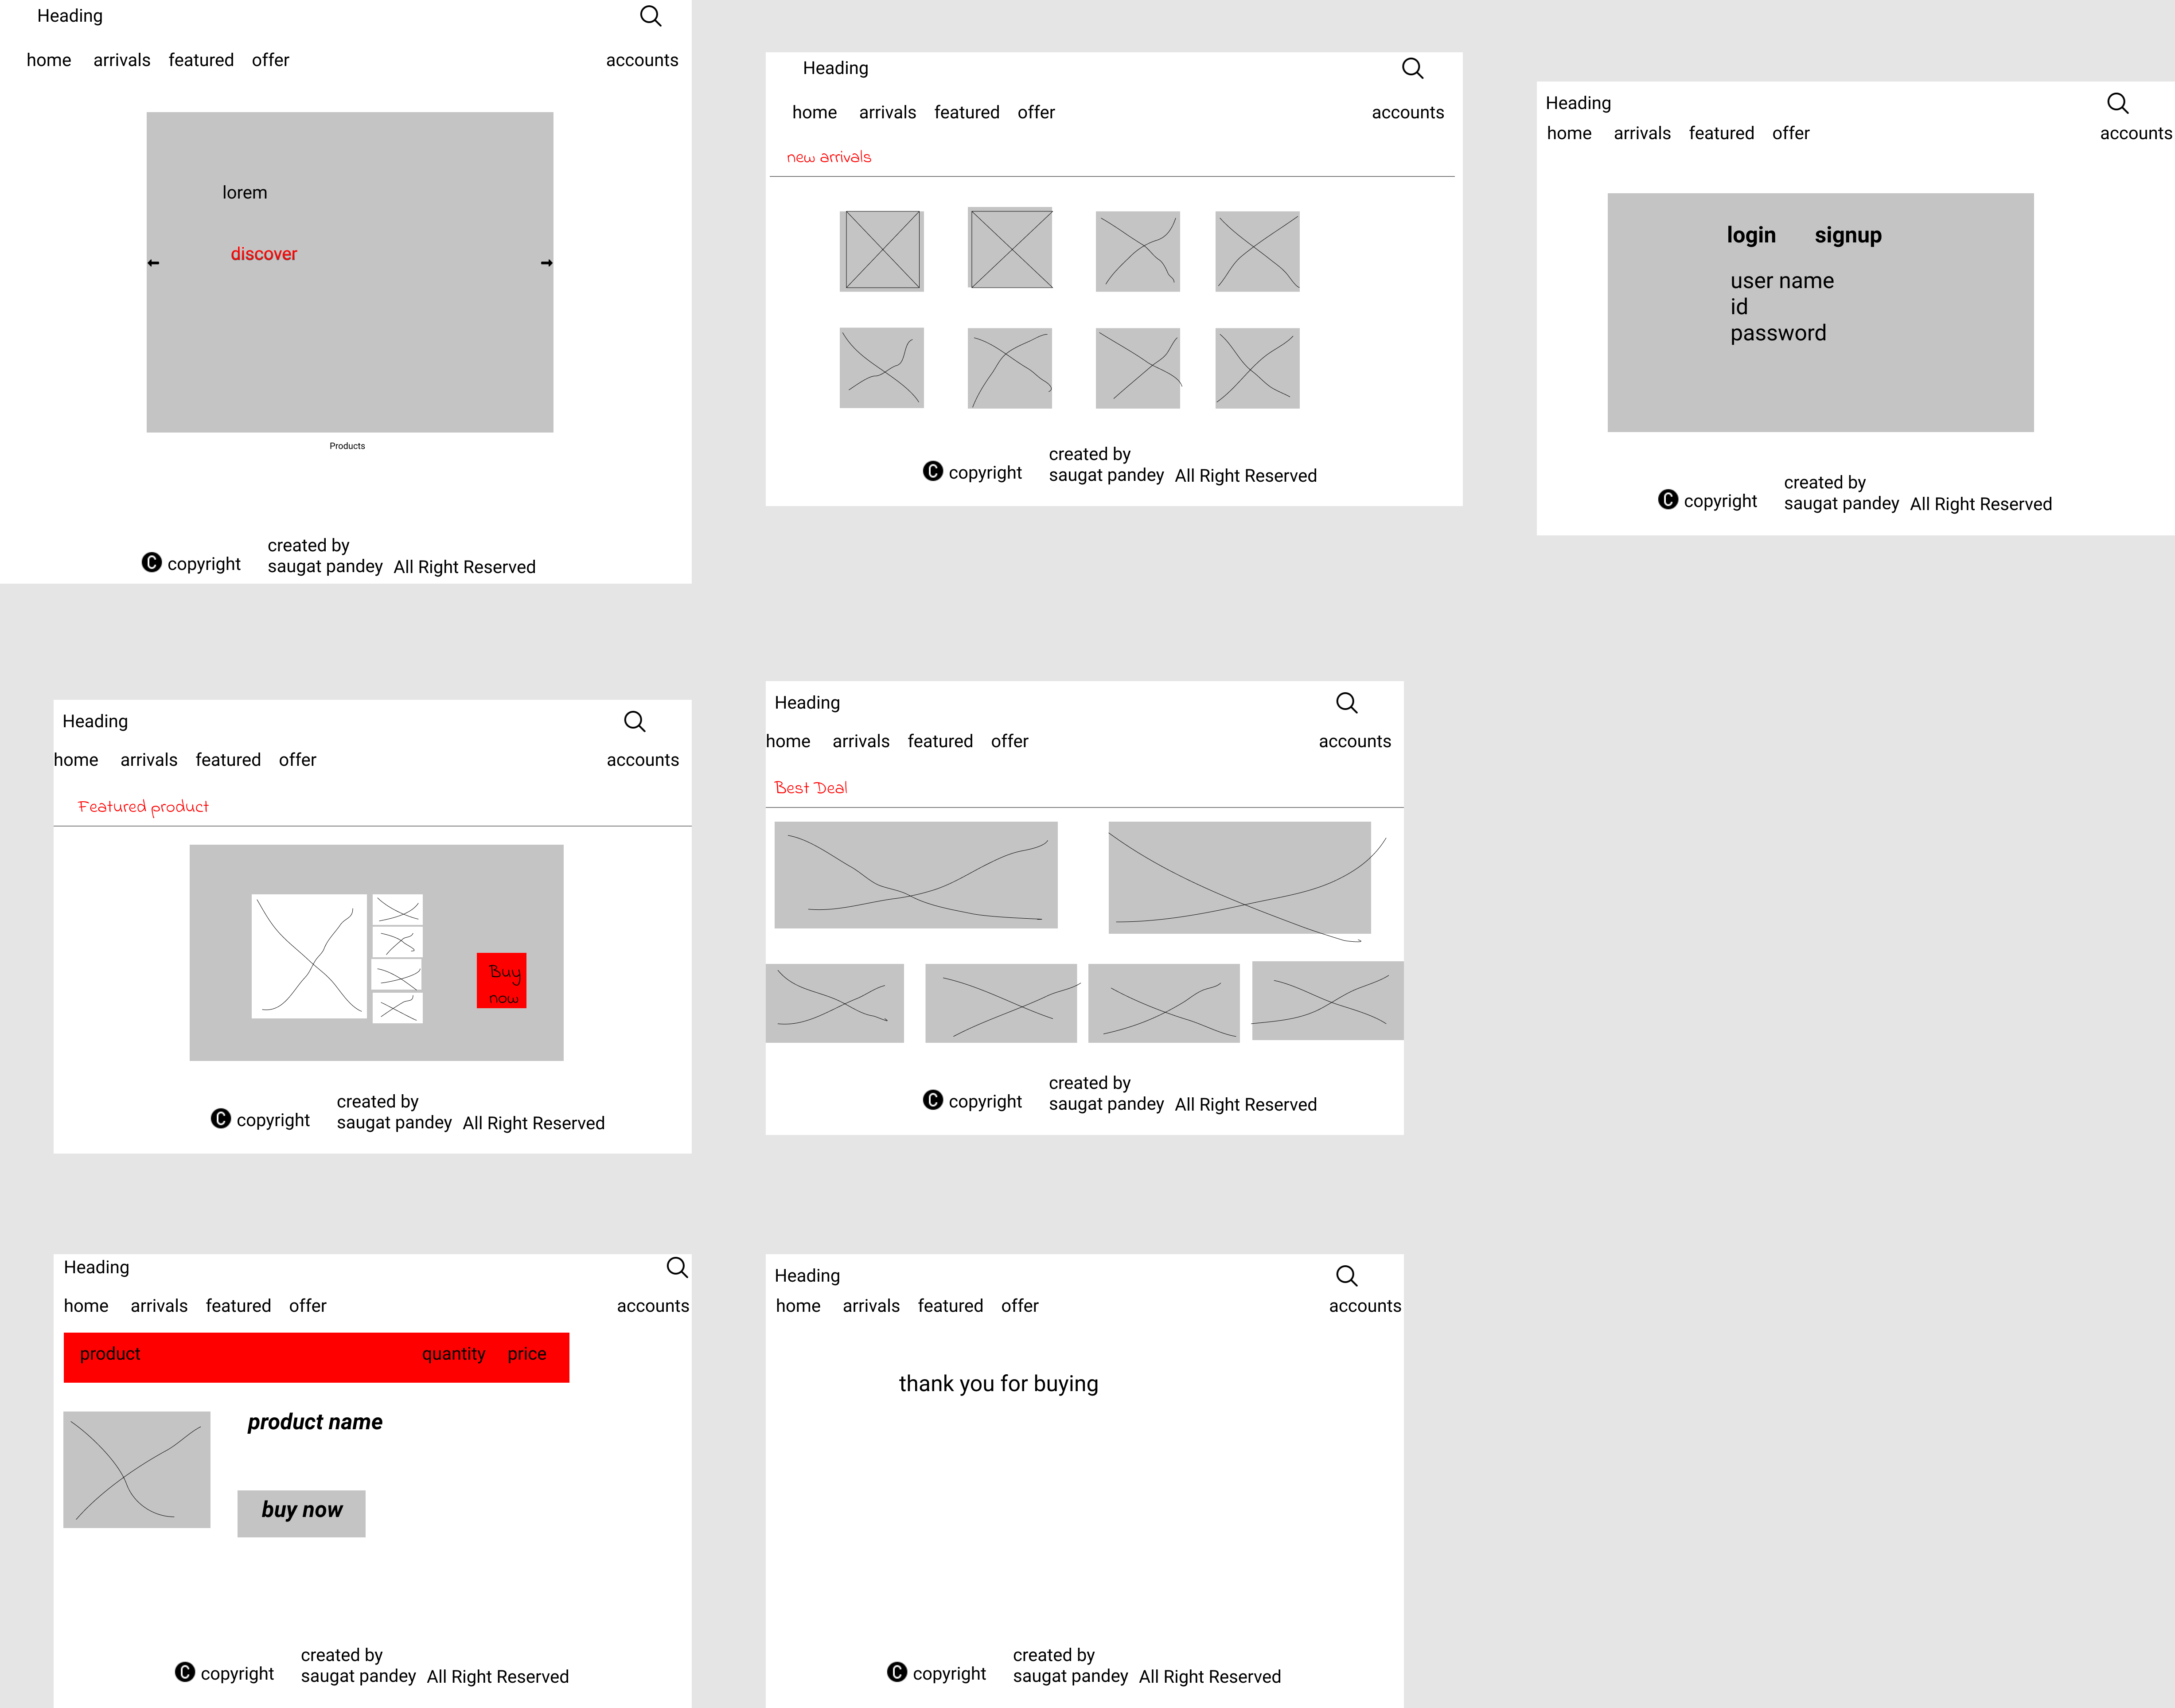 Heading
home arrivals featured offer accounts
lorem
discover
Products
created by
C copyright saugat pandey All Right Reserved
Heading
home arrivals featured offer accounts
new arrivals
created by
C copyright saugat pandey All Right Reserved
Heading
home arrivals featured offer accounts
login signup
user name
id
password
created by
C copyright saugat pandey All Right Reserved
Heading
home arrivals featured offer accounts
Featured product
Buy
now
created by
C copyright saugat pandey All Right Reserved
Heading
home arrivals featured offer accounts
Best Deal
created by
C copyright saugat pandey All Right Reserved
Heading
home arrivals featured offer accounts
product quantity price
product name
buy now
created by
C copyright saugat pandey All Right Reserved
Heading
home arrivals featured offer accounts
thank you for buying
created by
C copyright saugat pandey All Right Reserved